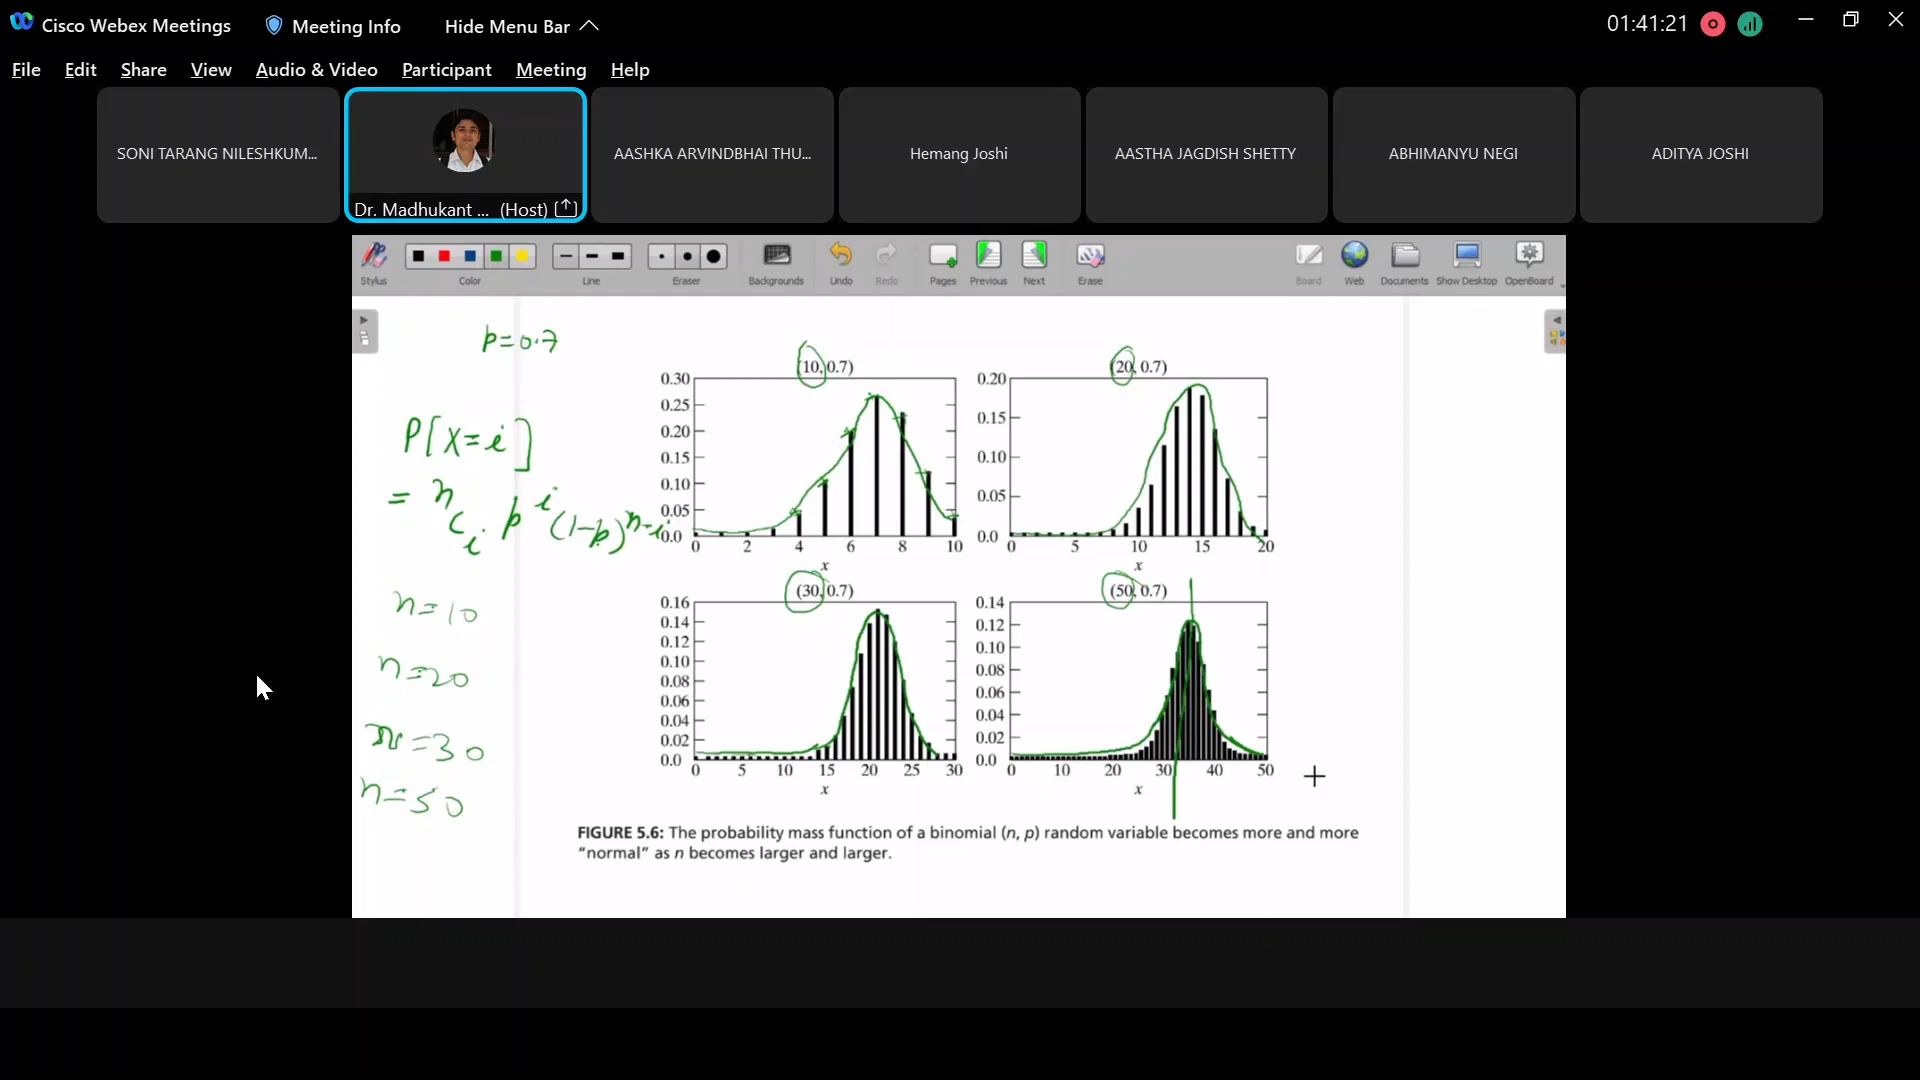 Cisco Webex Meetings Meeting Info Hide Menu Bar 01:41:21
File Edit Share View Audio & Video Participant Meeting Help
SONI TARANG NILESHKUM... AASHKA ARVINDBHAI THU... Hemang Joshi AASTHA JAGDISH SHETTY ABHIMANYU NEGI ADITYA JOSHI
Dr. Madhukant ... (Host)
Stylus Color Line Eraser Backgrounds Undo Redo Pages Previous Next Erase Board Web Documents Show Desktop OpenBoard
p=0.7
P[X=i]
= n c i p i (1-p) n-i
n=10
n=20
n=30
n=50
(10, 0.7)
0.30
0.25
0.20
0.15
0.10
0.05
0.0
0 2 4 6 8 10
x
(20, 0.7)
0.20
0.15
0.10
0.05
0.0
0 5 10 15 20
x
(30, 0.7)
0.16
0.14
0.12
0.10
0.08
0.06
0.04
0.02
0.0
0 5 10 15 20 25 30
x
(50, 0.7)
0.14
0.12
0.10
0.08
0.06
0.04
0.02
0.0
0 10 20 30 40 50
x
FIGURE 5.6: The probability mass function of a binomial (n, p) random variable becomes more and more
“normal” as n becomes larger and larger.